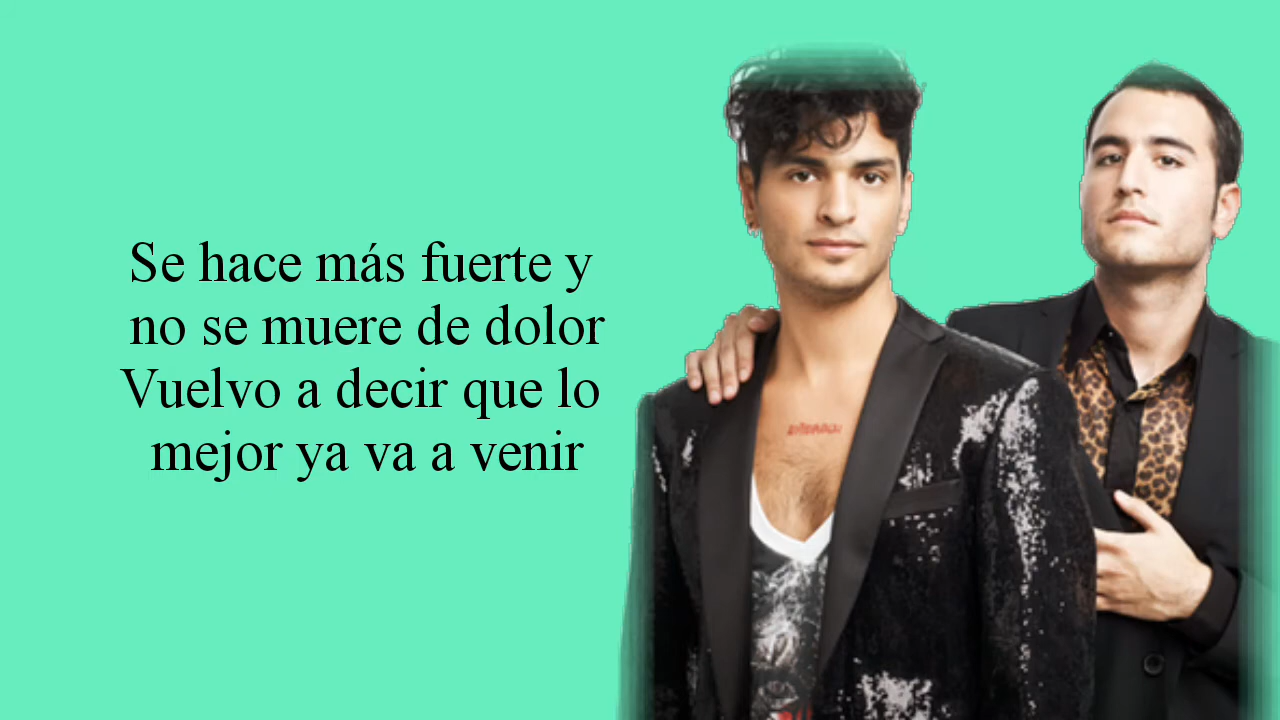 Se hace más fuerte y
no se muere de dolor
Vuelvo a decir que lo
mejor ya va a venir